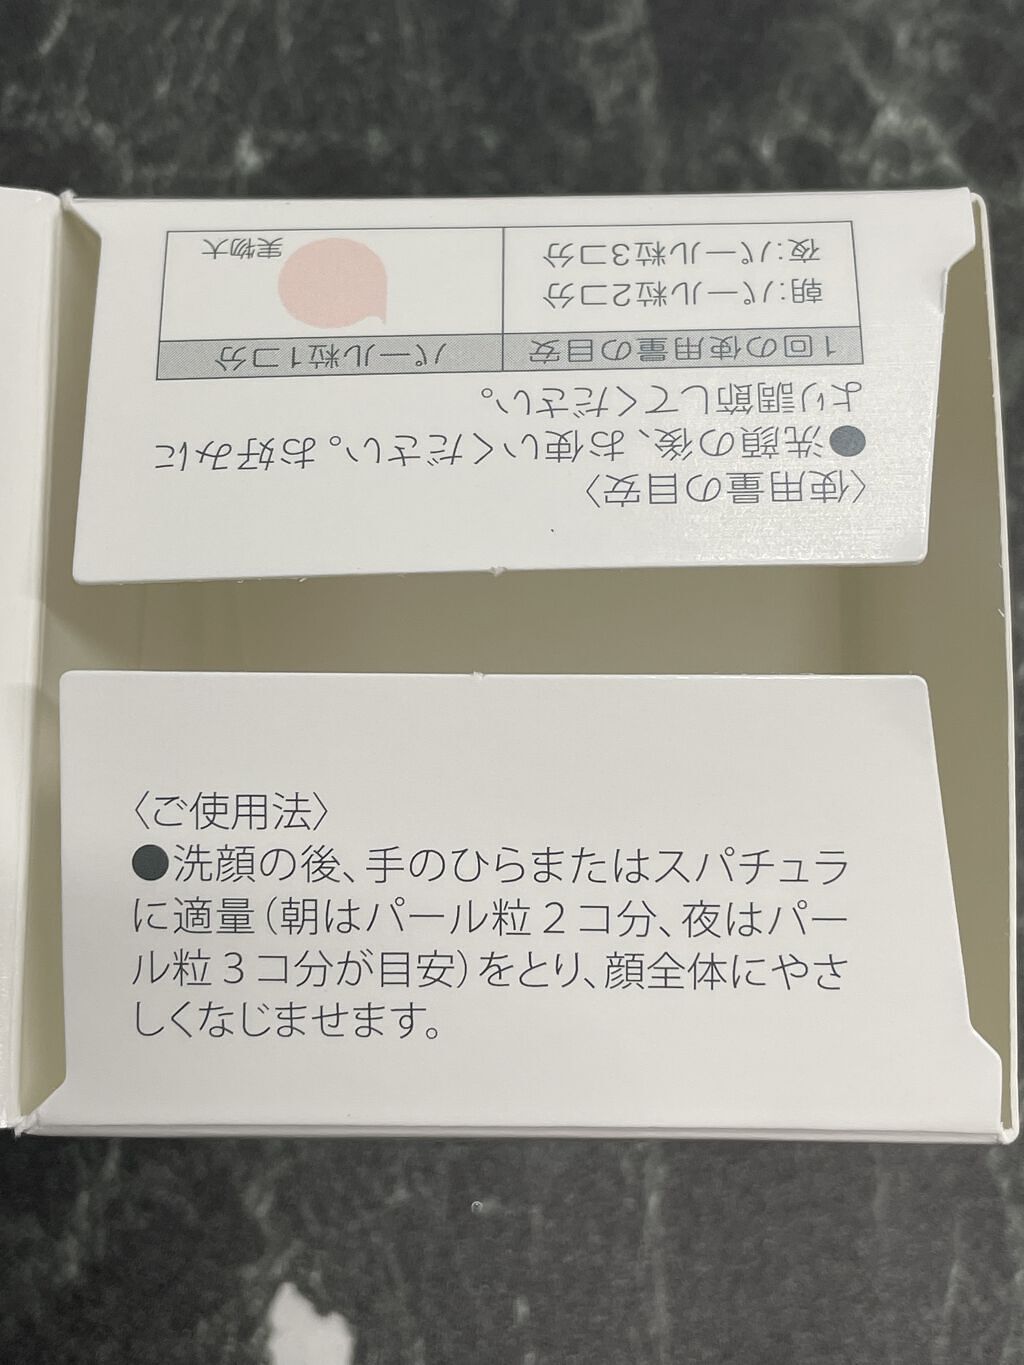 〈使用量の目安〉
●洗顔の後、お使いください。お好みに
より調節してください。
1回の使用量の目安
パール粒1コ分
朝:パール粒2コ分
夜:パール粒3コ分
実物大
〈ご使用法〉
●洗顔の後、手のひらまたはスパチュラ
に適量(朝はパール粒2コ分、夜はパー
ル粒3コ分が目安)をとり、顔全体にやさ
しくなじませます。